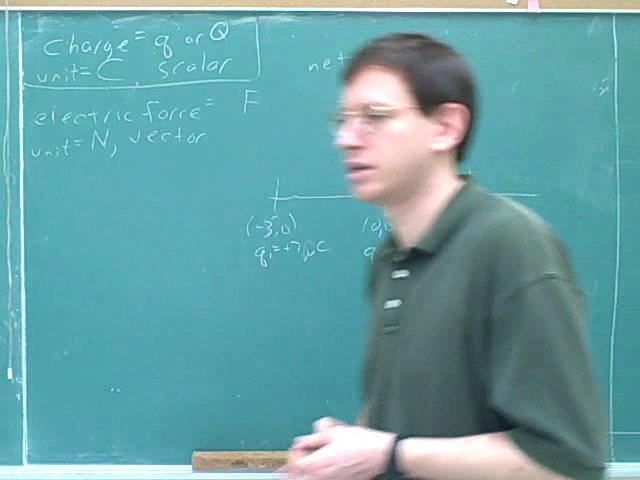 charge = q or Q
unit = C scalar
net
electric force = F
unit = N, vector
(-3,0)
q₁=+7μC